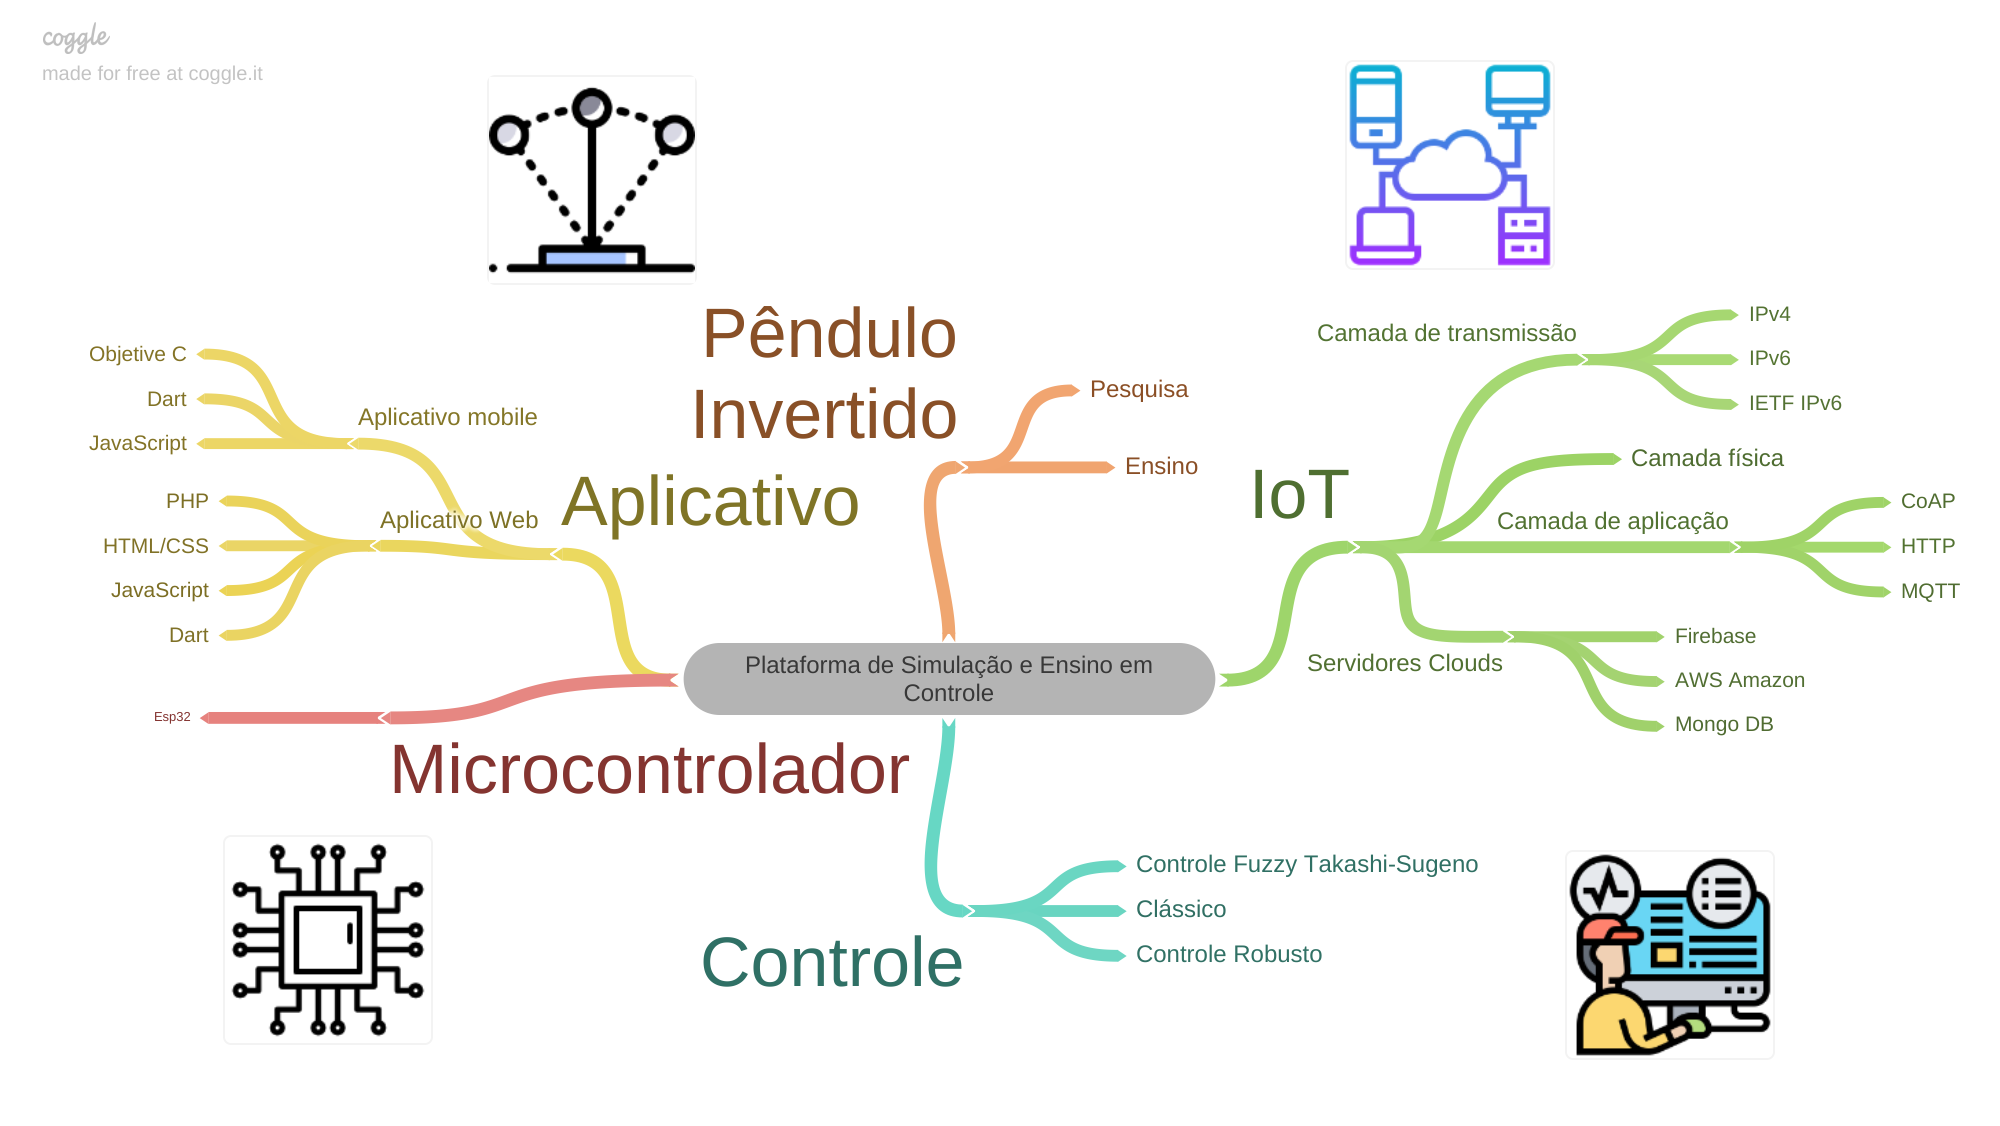 coggle
made for free at coggle.it
Pêndulo
Invertido
Pesquisa
Ensino
Aplicativo
Aplicativo mobile
Objetive C
Dart
JavaScript
Aplicativo Web
PHP
HTML/CSS
JavaScript
Dart
IoT
Camada de transmissão
IPv4
IPv6
IETF IPv6
Camada física
Camada de aplicação
CoAP
HTTP
MQTT
Servidores Clouds
Firebase
AWS Amazon
Mongo DB
Plataforma de Simulação e Ensino em
Controle
Esp32
Microcontrolador
Controle
Controle Fuzzy Takashi-Sugeno
Clássico
Controle Robusto